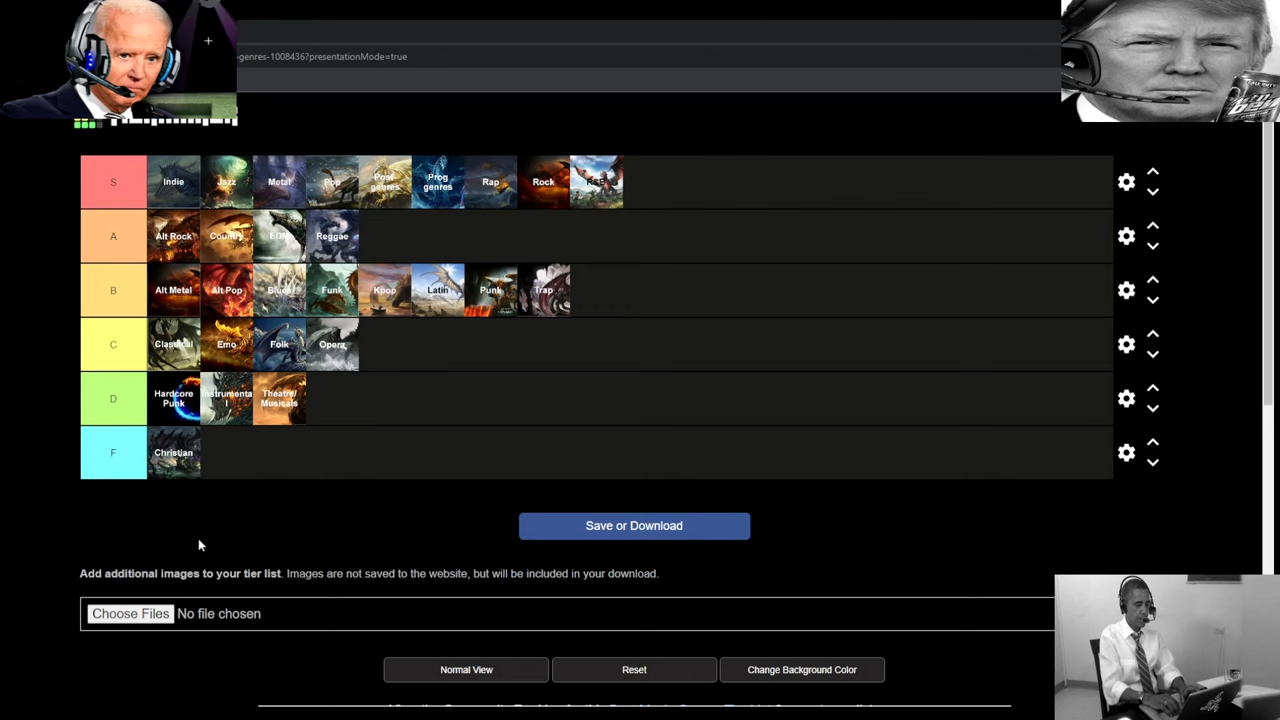 +
-genres-1008436?presentationMode=true
S
Indie
Jazz
Metal
Pop
Post-
genres
Prog
genres
Rap
Rock
A
Alt Rock
Country
EDM
Reggae
B
Alt Metal
Alt Pop
Blues
Funk
Kpop
Latin
Punk
Trap
C
Classical
Emo
Folk
Opera
D
Hardcore
Punk
Instrumenta
l
Theatre/
Musicals
F
Christian
Save or Download
Add additional images to your tier list. Images are not saved to the website, but will be included in your download.
Choose Files No file chosen
Normal View
Reset
Change Background Color